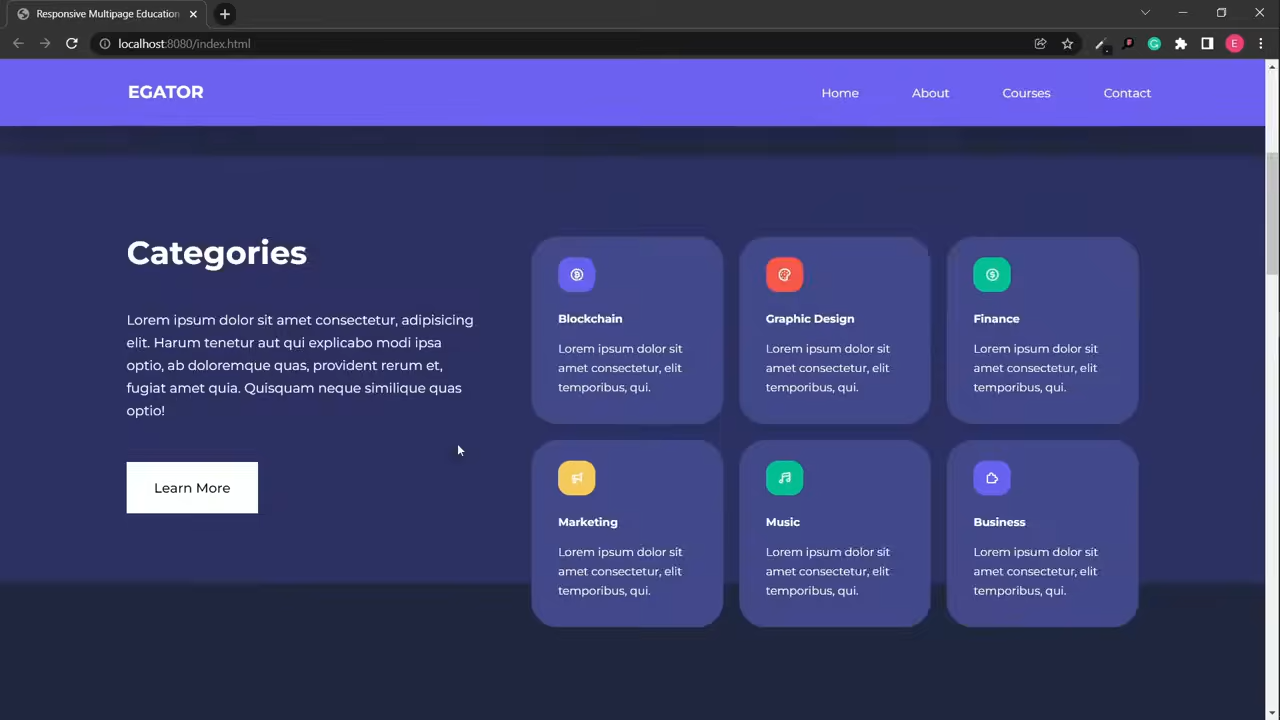 Responsive Multipage Education
localhost:8080/index.html
E
EGATOR
Home
About
Courses
Contact
Categories
Lorem ipsum dolor sit amet consectetur, adipisicing
elit. Harum tenetur aut qui explicabo modi ipsa
optio, ab doloremque quas, provident rerum et,
fugiat amet quia. Quisquam neque similique quas
optio!
Learn More
Blockchain
Lorem ipsum dolor sit
amet consectetur, elit
temporibus, qui.
Graphic Design
Lorem ipsum dolor sit
amet consectetur, elit
temporibus, qui.
Finance
Lorem ipsum dolor sit
amet consectetur, elit
temporibus, qui.
Marketing
Lorem ipsum dolor sit
amet consectetur, elit
temporibus, qui.
Music
Lorem ipsum dolor sit
amet consectetur, elit
temporibus, qui.
Business
Lorem ipsum dolor sit
amet consectetur, elit
temporibus, qui.